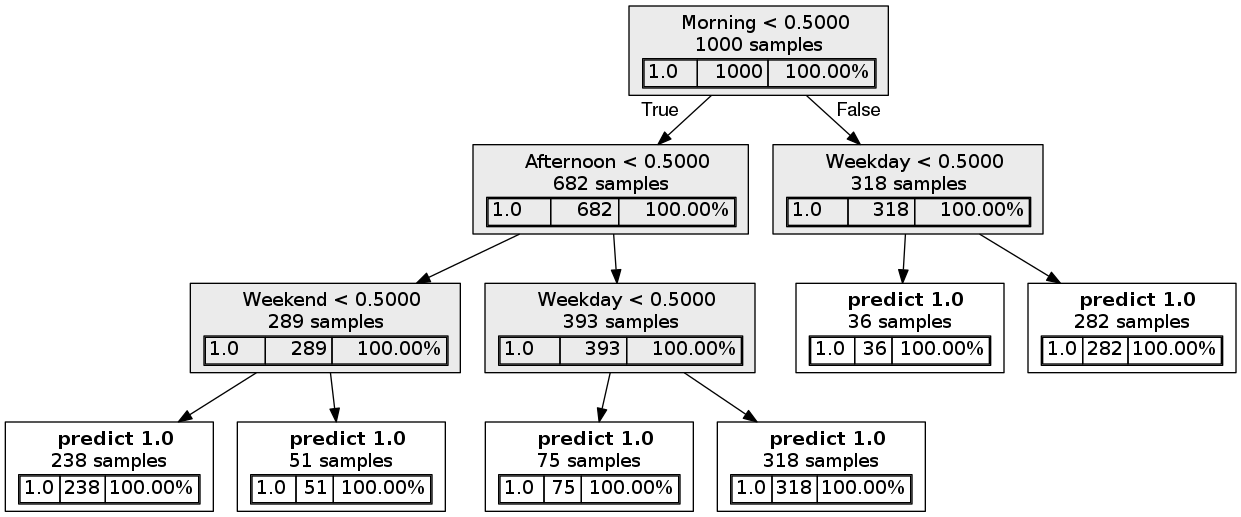 Morning < 0.5000
1000 samples
1.0 1000 100.00%
True
False
Afternoon < 0.5000
682 samples
1.0 682 100.00%
Weekday < 0.5000
318 samples
1.0 318 100.00%
Weekend < 0.5000
289 samples
1.0 289 100.00%
Weekday < 0.5000
393 samples
1.0 393 100.00%
predict 1.0
36 samples
1.0 36 100.00%
predict 1.0
282 samples
1.0 282 100.00%
predict 1.0
238 samples
1.0 238 100.00%
predict 1.0
51 samples
1.0 51 100.00%
predict 1.0
75 samples
1.0 75 100.00%
predict 1.0
318 samples
1.0 318 100.00%